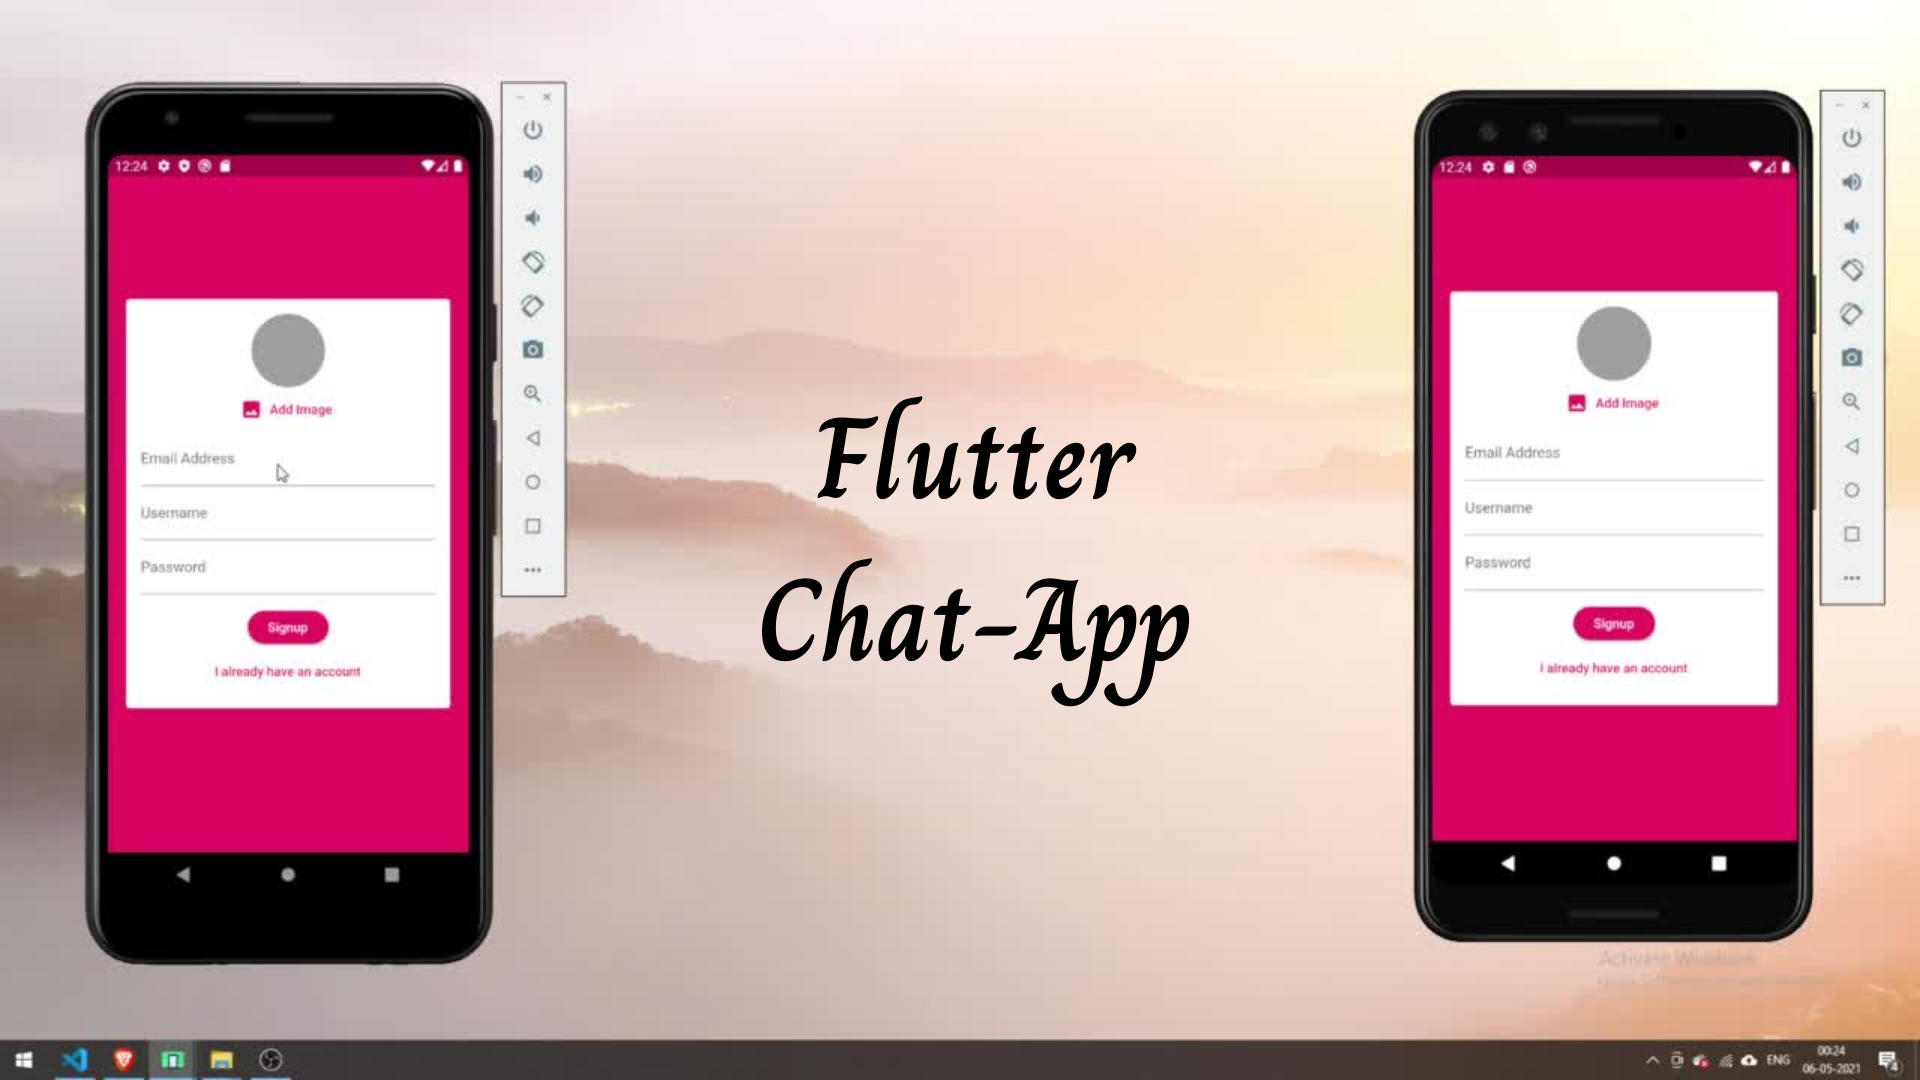 12:24
Add Image
Email Address
Username
Password
Signup
I already have an account
Flutter
Chat-App
12:24
Add Image
Email Address
Username
Password
Signup
I already have an account
Activate Windows
ENG
00:24
06-05-2021
4